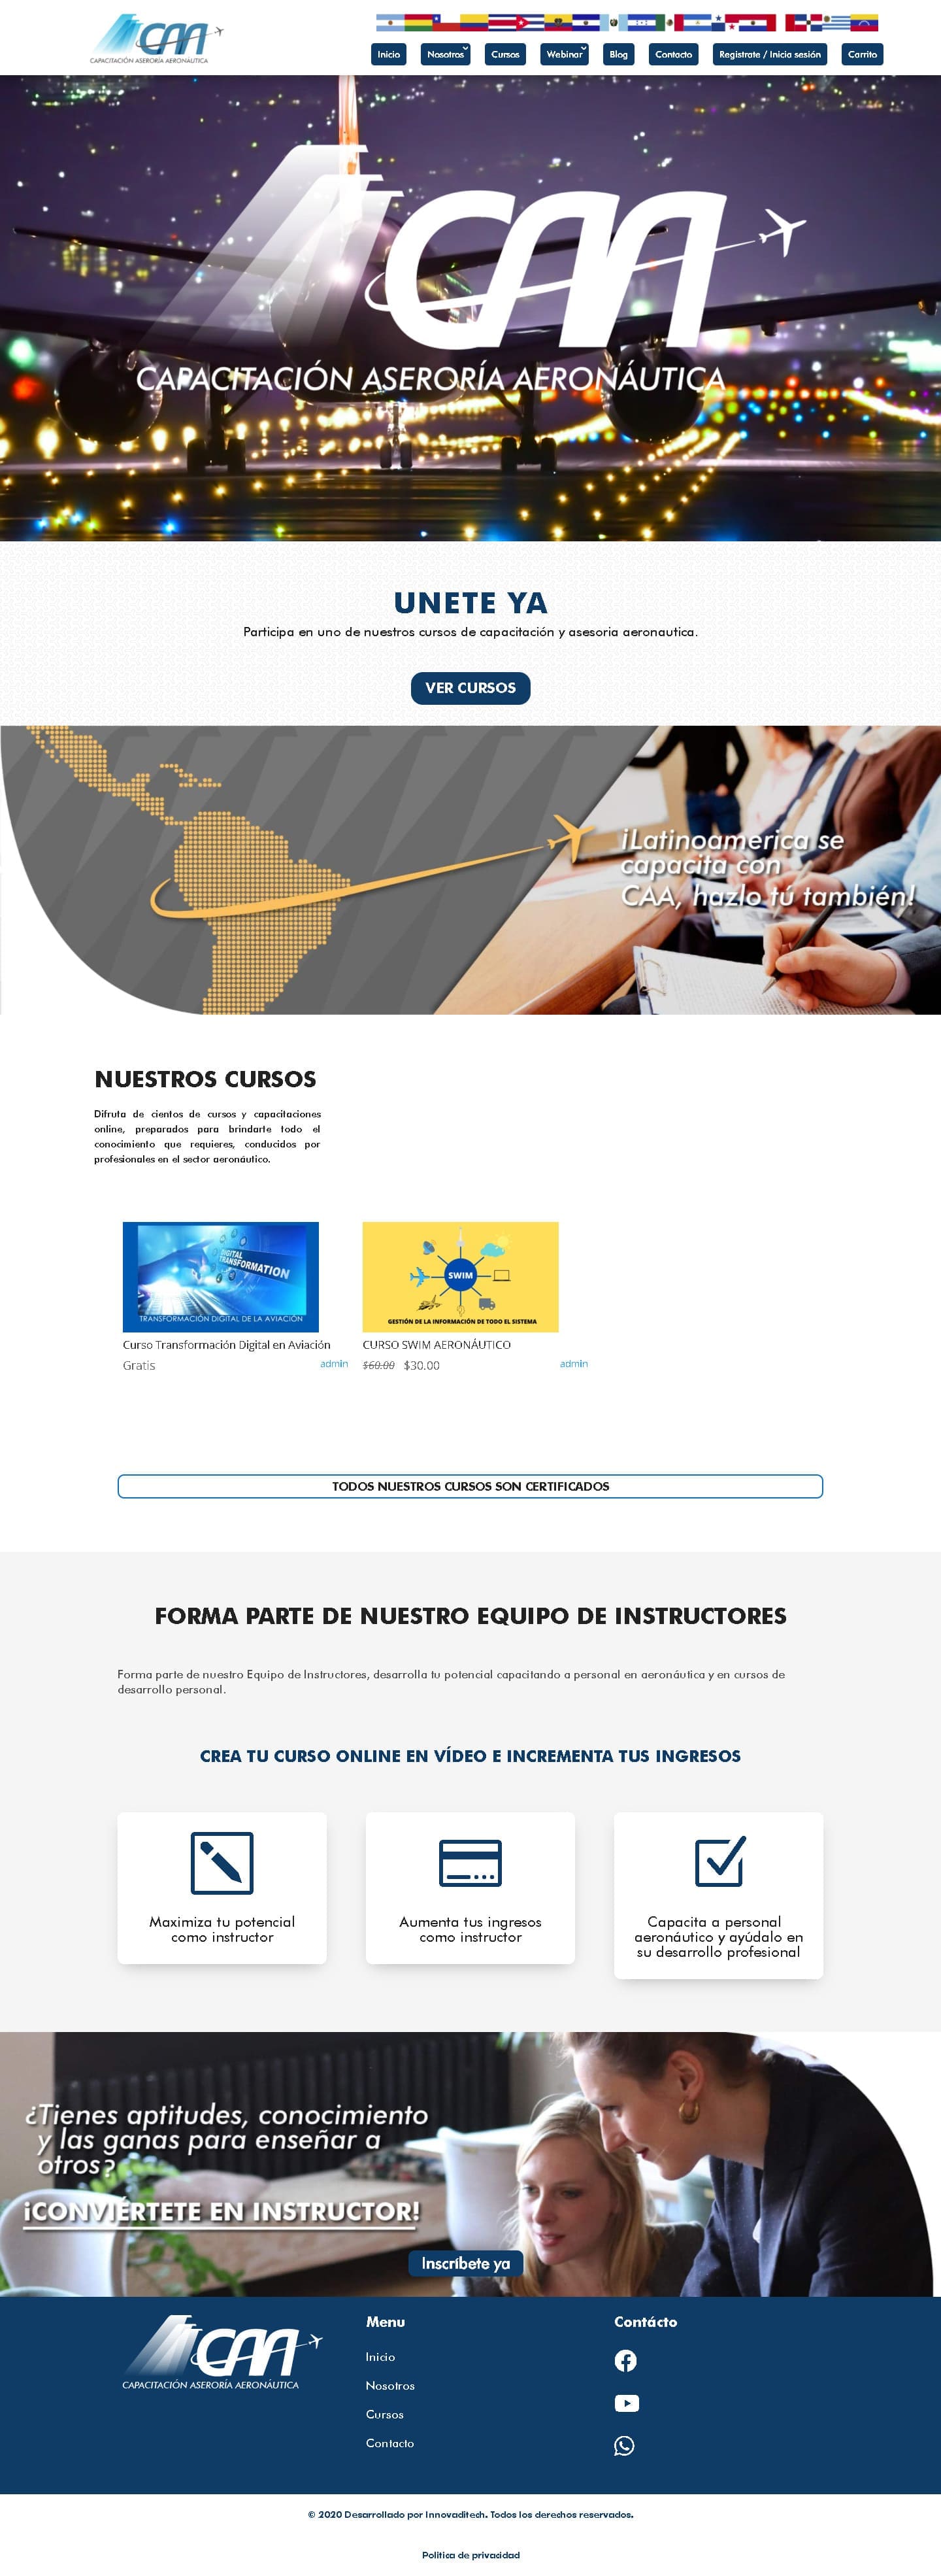 CAA
CAPACITACIÓN ASERORÍA AERONÁUTICA
Inicio
Nosotros
Cursos
Webinar
Blog
Contacto
Registrate / Inicia sesión
Carrito
CAA
CAPACITACIÓN ASERORÍA AERONÁUTICA
UNETE YA
Participa en uno de nuestros cursos de capacitación y asesoria aeronautica.
VER CURSOS
¡Latinoamerica se
capacita con
CAA, hazlo tú también!
NUESTROS CURSOS
Difruta de cientos de cursos y capacitaciones
online, preparados para brindarte todo el
conocimiento que requieres, conducidos por
profesionales en el sector aeronáutico.
DIGITAL
TRANSFORMATION
TRANSFORMACIÓN DIGITAL DE LA AVIACIÓN
Curso Transformación Digital en Aviación
Gratis
admin
SWIM
GESTIÓN DE LA INFORMACIÓN DE TODO EL SISTEMA
CURSO SWIM AERONÁUTICO
$60.00 $30.00
admin
TODOS NUESTROS CURSOS SON CERTIFICADOS
FORMA PARTE DE NUESTRO EQUIPO DE INSTRUCTORES
Forma parte de nuestro Equipo de Instructores, desarrolla tu potencial capacitando a personal en aeronáutica y en cursos de
desarrollo personal.
CREA TU CURSO ONLINE EN VÍDEO E INCREMENTA TUS INGRESOS
Maximiza tu potencial
como instructor
Aumenta tus ingresos
como instructor
Capacita a personal
aeronáutico y ayúdalo en
su desarrollo profesional
¿Tienes aptitudes, conocimiento
y las ganas para enseñar a
otros?
¡CONVIÉRTETE EN INSTRUCTOR!
Inscríbete ya
CAA
CAPACITACIÓN ASERORÍA AERONÁUTICA
Menu
Inicio
Nosotros
Cursos
Contacto
Contácto
© 2020 Desarrollado por Innovaditech. Todos los derechos reservados.
Politica de privacidad